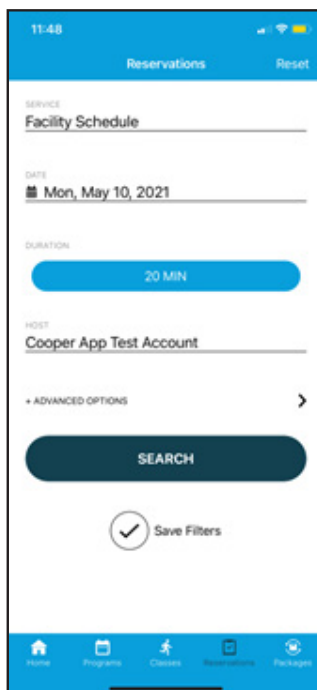 11:48
Reservations Reset
SERVICE
Facility Schedule
DATE
Mon, May 10, 2021
DURATION
20 MIN
HOST
Cooper App Test Account
+ ADVANCED OPTIONS
SEARCH
Save Filters
Home Programs Classes Reservations Packages